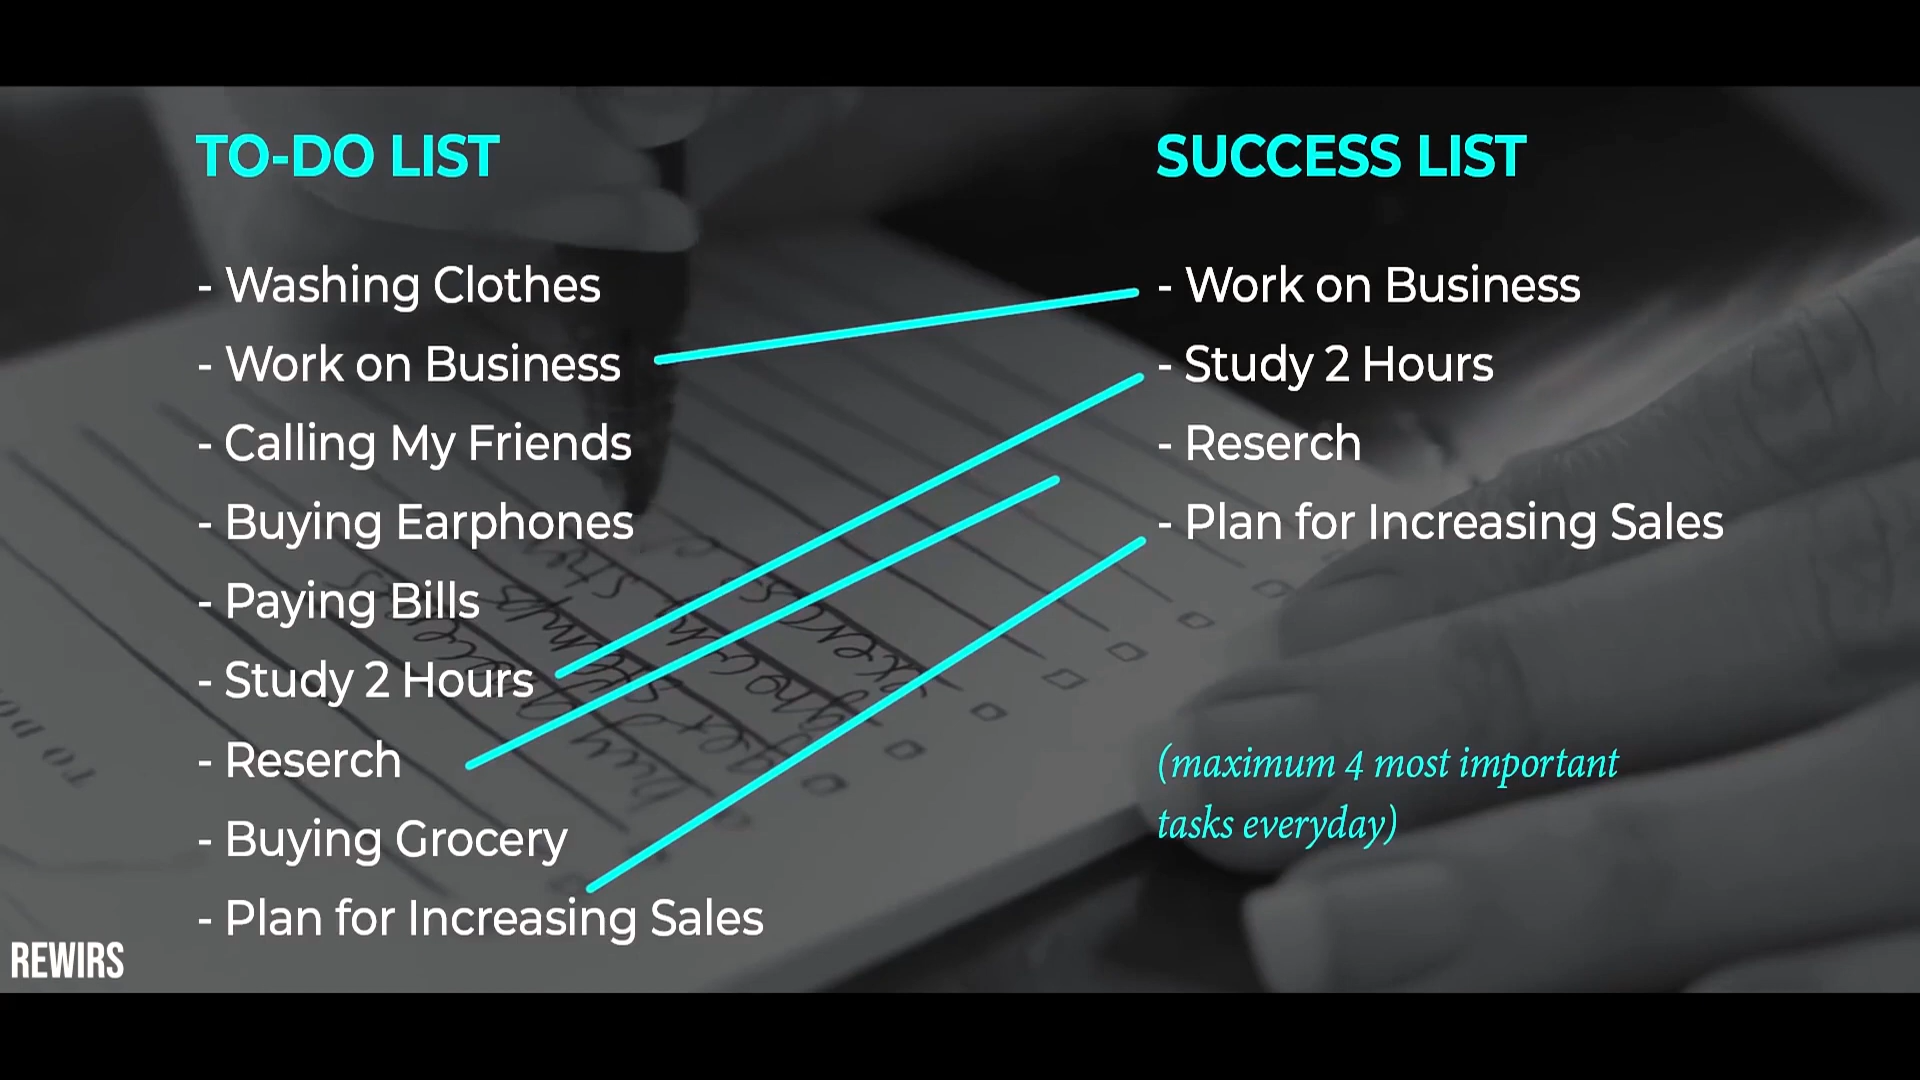 TO-DO LIST
- Washing Clothes
- Work on Business
- Calling My Friends
- Buying Earphones
- Paying Bills
- Study 2 Hours
- Reserch
- Buying Grocery
- Plan for Increasing Sales
SUCCESS LIST
- Work on Business
- Study 2 Hours
- Reserch
- Plan for Increasing Sales
(maximum 4 most important
tasks everyday)
REWIRS
TO DO